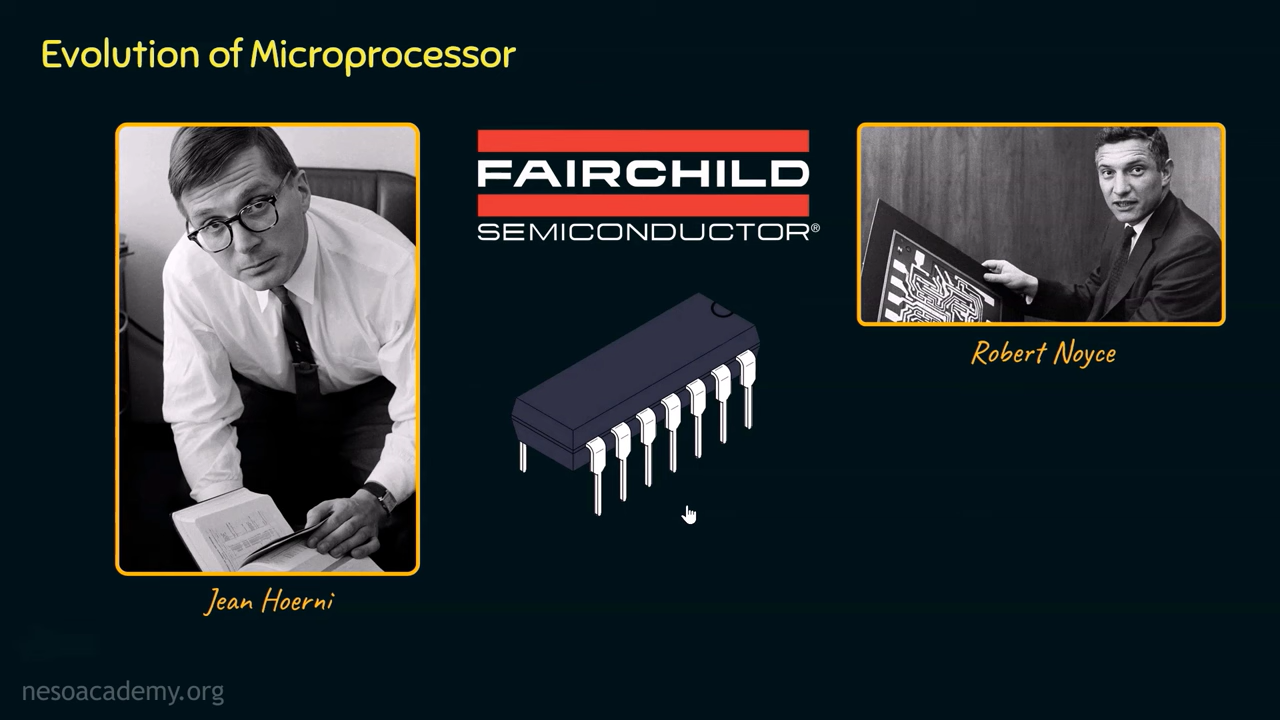 Evolution of Microprocessor
FAIRCHILD
SEMICONDUCTOR®
Robert Noyce
Jean Hoerni
nesoacademy.org